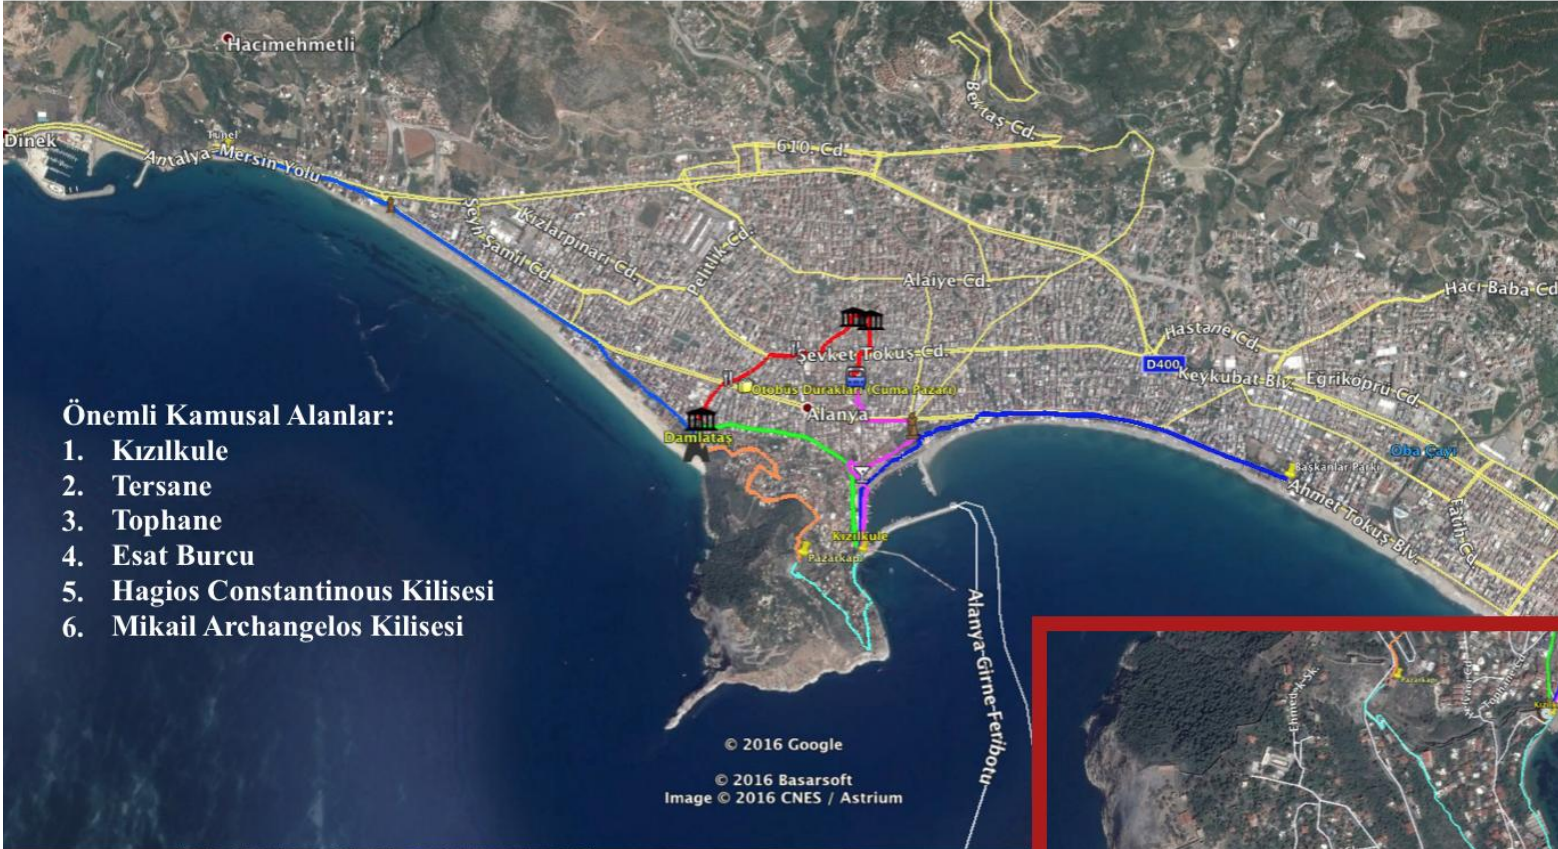 Hacımehmetli
Dinek
Tünel
Antalya-Mersin Yolu
Bektaş Cd.
610. Cd.
Şeyh Şamil Cd.
Kızlarpınarı Cd.
Pelitlik Cd.
Alaiye Cd.
Hacı Baba Cd
Hastane Cd.
Şevket Tokuş Cd.
D400
Keykubat Blv.
Eğriköprü Cd.
Otobüs Durakları (Cuma Pazarı)
Alanya
Damlataş
Oba Çayı
Başkanlar Parkı
Ahmet Tokuş Blv.
Fatih Cd.
Kızılkule
Pazarkapı
Önemli Kamusal Alanlar:
1. Kızılkule
2. Tersane
3. Tophane
4. Esat Burcu
5. Hagios Constantinous Kilisesi
6. Mikail Archangelos Kilisesi
Alanya-Girne-Feribotu
© 2016 Google
© 2016 Basarsoft
Image © 2016 CNES / Astrium
Pazarkapı